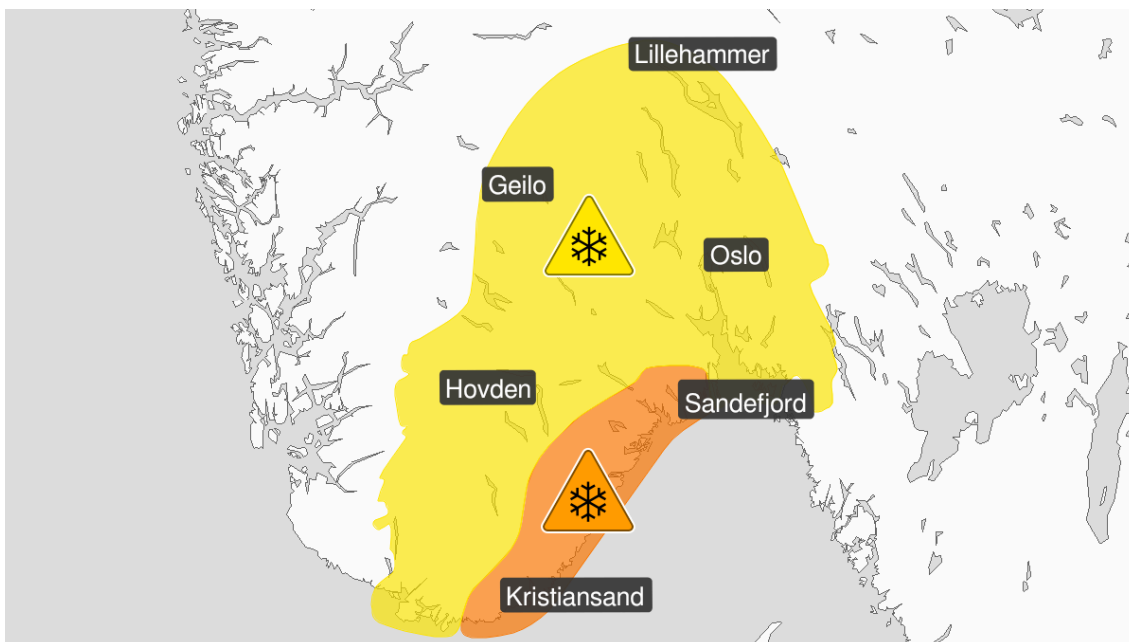 Lillehammer
Geilo
Oslo
Hovden
Sandefjord
Kristiansand